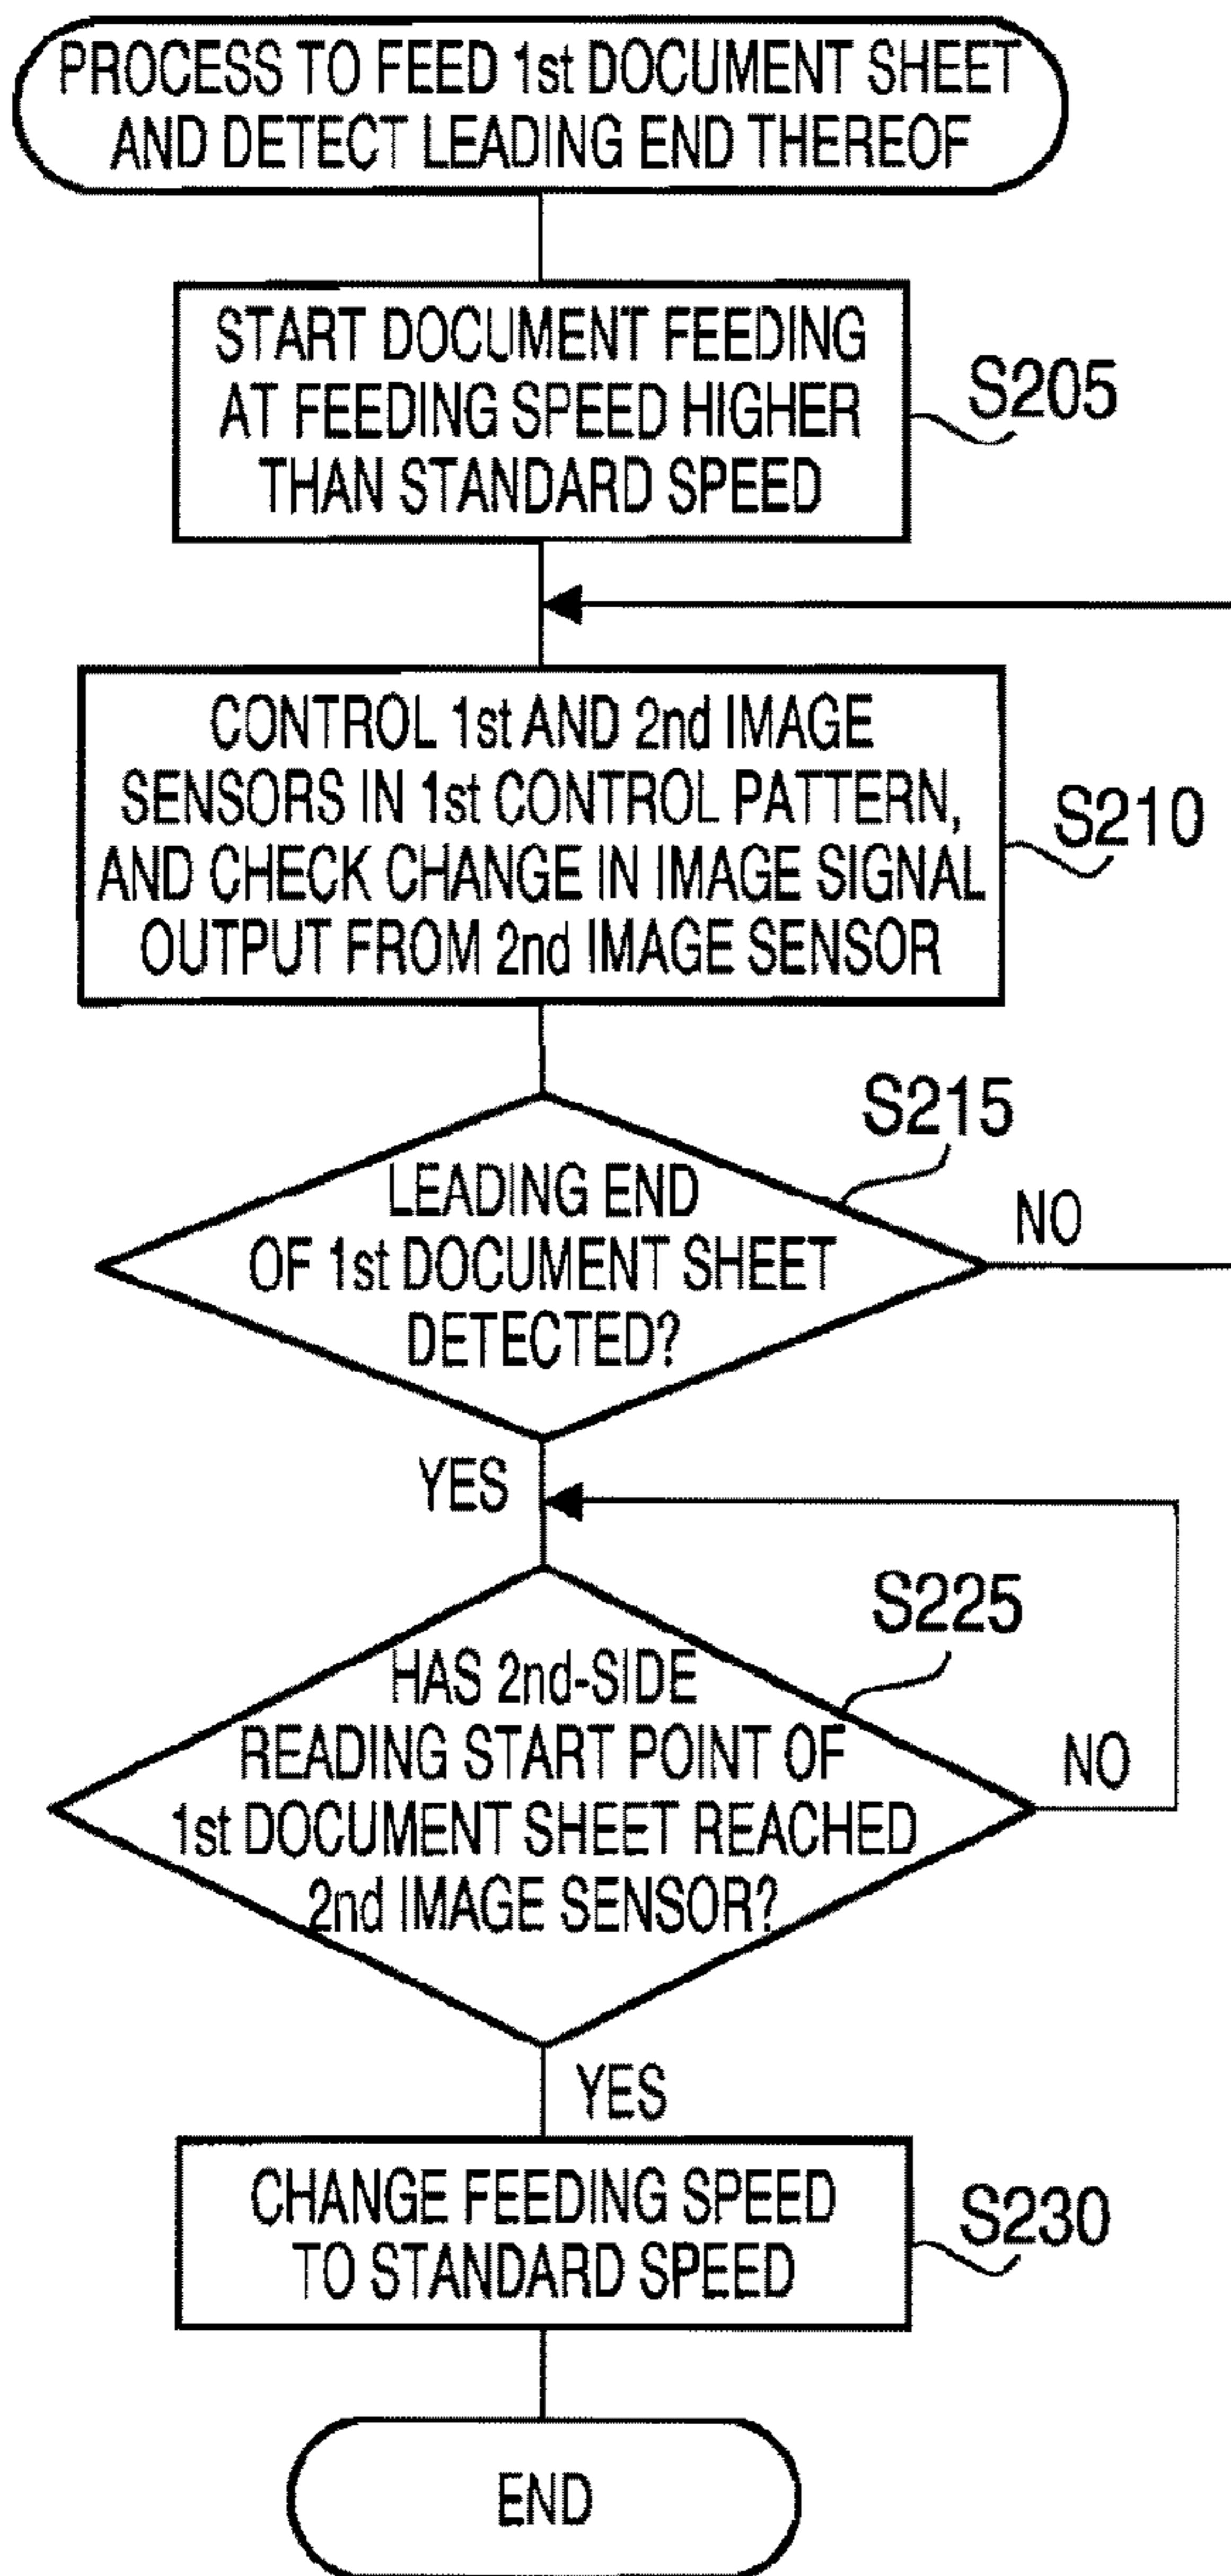 PROCESS TO FEED 1st DOCUMENT SHEET
AND DETECT LEADING END THEREOF
START DOCUMENT FEEDING
AT FEEDING SPEED HIGHER
THAN STANDARD SPEED
S205
CONTROL 1st AND 2nd IMAGE
SENSORS IN 1st CONTROL PATTERN,
AND CHECK CHANGE IN IMAGE SIGNAL
OUTPUT FROM 2nd IMAGE SENSOR
S210
S215
LEADING END
OF 1st DOCUMENT SHEET
DETECTED?
NO
YES
S225
HAS 2nd-SIDE
READING START POINT OF
1st DOCUMENT SHEET REACHED
2nd IMAGE SENSOR?
NO
YES
CHANGE FEEDING SPEED
TO STANDARD SPEED
S230
END